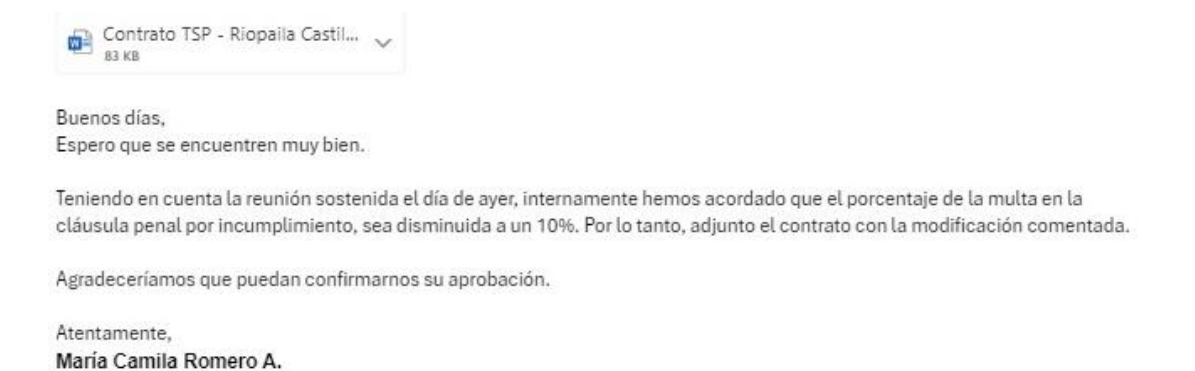 Contrato TSP - Riopaila Castil...
83 KB
Buenos días,
Espero que se encuentren muy bien.
Teniendo en cuenta la reunión sostenida el día de ayer, internamente hemos acordado que el porcentaje de la multa en la
cláusula penal por incumplimiento, sea disminuida a un 10%. Por lo tanto, adjunto el contrato con la modificación comentada.
Agradeceríamos que puedan confirmarnos su aprobación.
Atentamente,
María Camila Romero A.